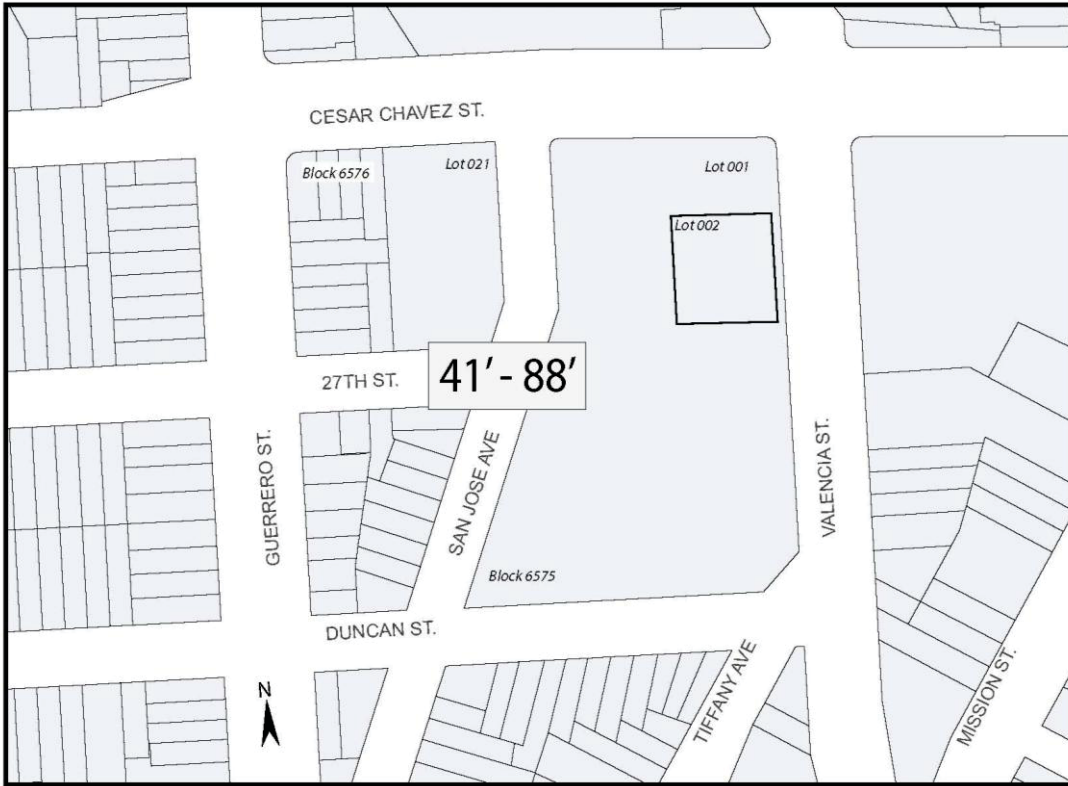 CESAR CHAVEZ ST.
Block 6576
Lot 021
Lot 001
Lot 002
27TH ST.
41' - 88'
GUERRERO ST.
SAN JOSE AVE
VALENCIA ST.
Block 6575
DUNCAN ST.
TIFFANY AVE
MISSION ST.
N